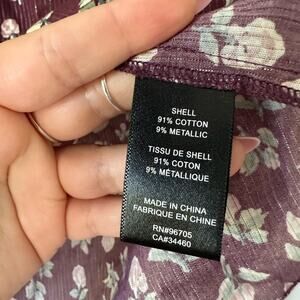 SHELL
91% COTTON
9% METALLIC
TISSU DE SHELL
91% COTON
9% MÉTALLIQUE
MADE IN CHINA
FABRIQUE EN CHINE
RN#96705
CA#34460